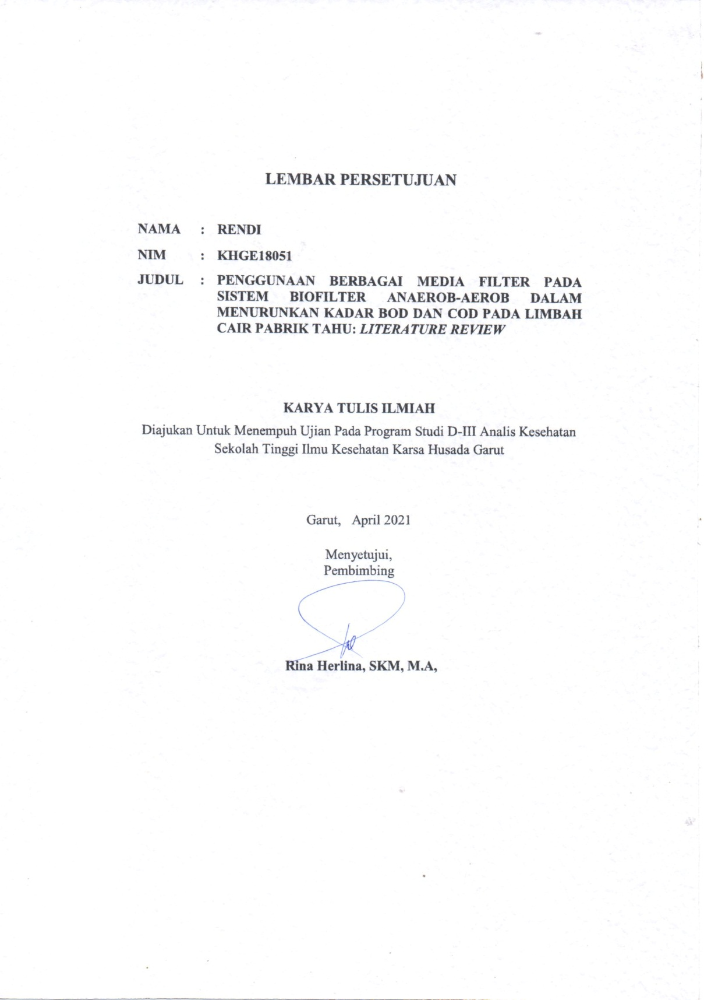 LEMBAR PERSETUJUAN
NAMA : RENDI
NIM : KHGE18051
JUDUL : PENGGUNAAN BERBAGAI MEDIA FILTER PADA
SISTEM BIOFILTER ANAEROB-AEROB DALAM
MENURUNKAN KADAR BOD DAN COD PADA LIMBAH
CAIR PABRIK TAHU: LITERATURE REVIEW
KARYA TULIS ILMIAH
Diajukan Untuk Menempuh Ujian Pada Program Studi D-III Analis Kesehatan
Sekolah Tinggi Ilmu Kesehatan Karsa Husada Garut
Garut, April 2021
Menyetujui,
Pembimbing
Rina Herlina, SKM, M.A,